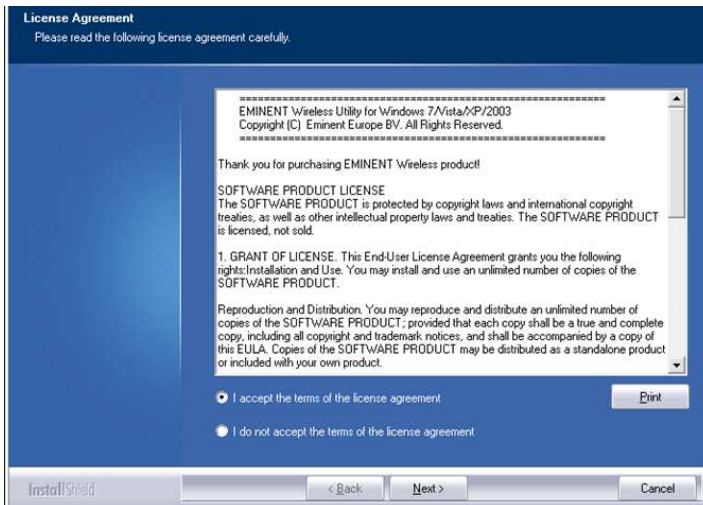 License Agreement
Please read the following license agreement carefully.
============================================================
EMINENT Wireless Utility for Windows 7/Vista/XP/2003
Copyright (C) Eminent Europe BV. All Rights Reserved.
============================================================
Thank you for purchasing EMINENT Wireless product!
SOFTWARE PRODUCT LICENSE
The SOFTWARE PRODUCT is protected by copyright laws and international copyright
treaties, as well as other intellectual property laws and treaties. The SOFTWARE PRODUCT
is licensed, not sold.
1. GRANT OF LICENSE. This End-User License Agreement grants you the following
rights:Installation and Use. You may install and use an unlimited number of copies of the
SOFTWARE PRODUCT.
Reproduction and Distribution. You may reproduce and distribute an unlimited number of
copies of the SOFTWARE PRODUCT; provided that each copy shall be a true and complete
copy, including all copyright and trademark notices, and shall be accompanied by a copy of
this EULA. Copies of the SOFTWARE PRODUCT may be distributed as a standalone product
or included with your own product.
I accept the terms of the license agreement
Print
I do not accept the terms of the license agreement
InstallShield
< Back
Next >
Cancel